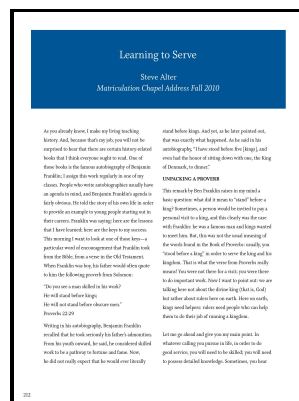 Learning to Serve
Steve Alter
Matriculation Chapel Address Fall 2010
As you already know, I make my living teaching
history. And, because that's my job, you will not be
surprised to hear that there are certain history-related
books that I think everyone ought to read. One of
those books is the famous autobiography of Benjamin
Franklin; I assign this work regularly in one of my
classes. People who write autobiographies usually have
an agenda in mind, and Benjamin Franklin's agenda is
fairly obvious. He told the story of his own life in order
to provide an example to young people starting out in
their careers. Franklin was saying: here are the lessons
that I have learned; here are the keys to my success.
This morning I want to look at one of those keys—a
particular word of encouragement that Franklin took
from the Bible, from a verse in the Old Testament.
When Franklin was boy, his father would often quote
to him the following proverb from Solomon:
"Do you see a man skilled in his work?
He will stand before kings;
He will not stand before obscure men."
Proverbs 22:29
Writing in his autobiography, Benjamin Franklin
recalled that he took seriously his father's admonition.
From his youth onward, he said, he considered skilled
work to be a pathway to fortune and fame. Now,
he did not really expect that he would ever literally
stand before kings. And yet, as he later pointed out,
that was exactly what happened. As he said in his
autobiography, "I have stood before five [kings], and
even had the honor of sitting down with one, the King
of Denmark, to dinner."
UNPACKING A PROVERB
This remark by Ben Franklin raises in my mind a
basic question: what did it mean to "stand" before a
king? Sometimes, a person would be invited to pay a
personal visit to a king, and this clearly was the case
with Franklin: he was a famous man and kings wanted
to meet him. But, this was not the usual meaning of
the words found in the Book of Proverbs: usually, you
"stood before a king" in order to serve the king and his
kingdom. That is what the verse from Proverbs really
means! You were not there for a visit; you were there
to do important work. Now I want to point out: we are
talking here not about the divine king (that is, God)
but rather about rulers here on earth. Here on earth,
kings need helpers: rulers need people who can help
them to do their job of running a kingdom.
Let me go ahead and give you my main point. In
whatever calling you pursue in life, in order to do
good service, you will need to be skilled; you will need
to possess detailed knowledge. Sometimes, you hear